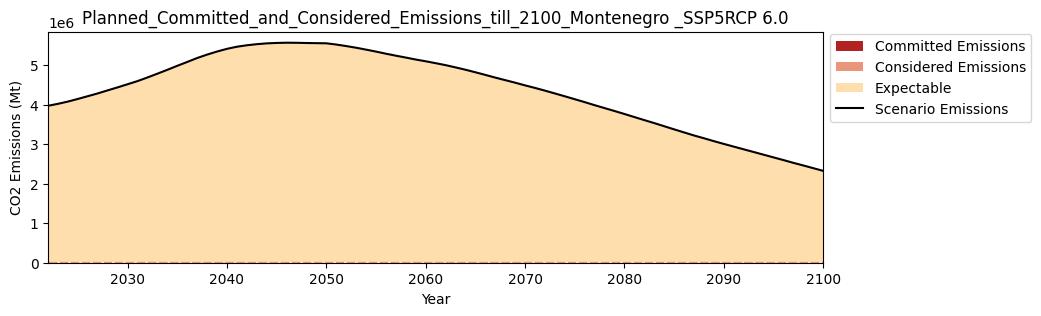 Planned_Committed_and_Considered_Emissions_till_2100_Montenegro _SSP5RCP 6.0
1e6
5
4
3
2
1
0
CO2 Emissions (Mt)
2030 2040 2050 2060 2070 2080 2090 2100
Year
Committed Emissions
Considered Emissions
Expectable
Scenario Emissions